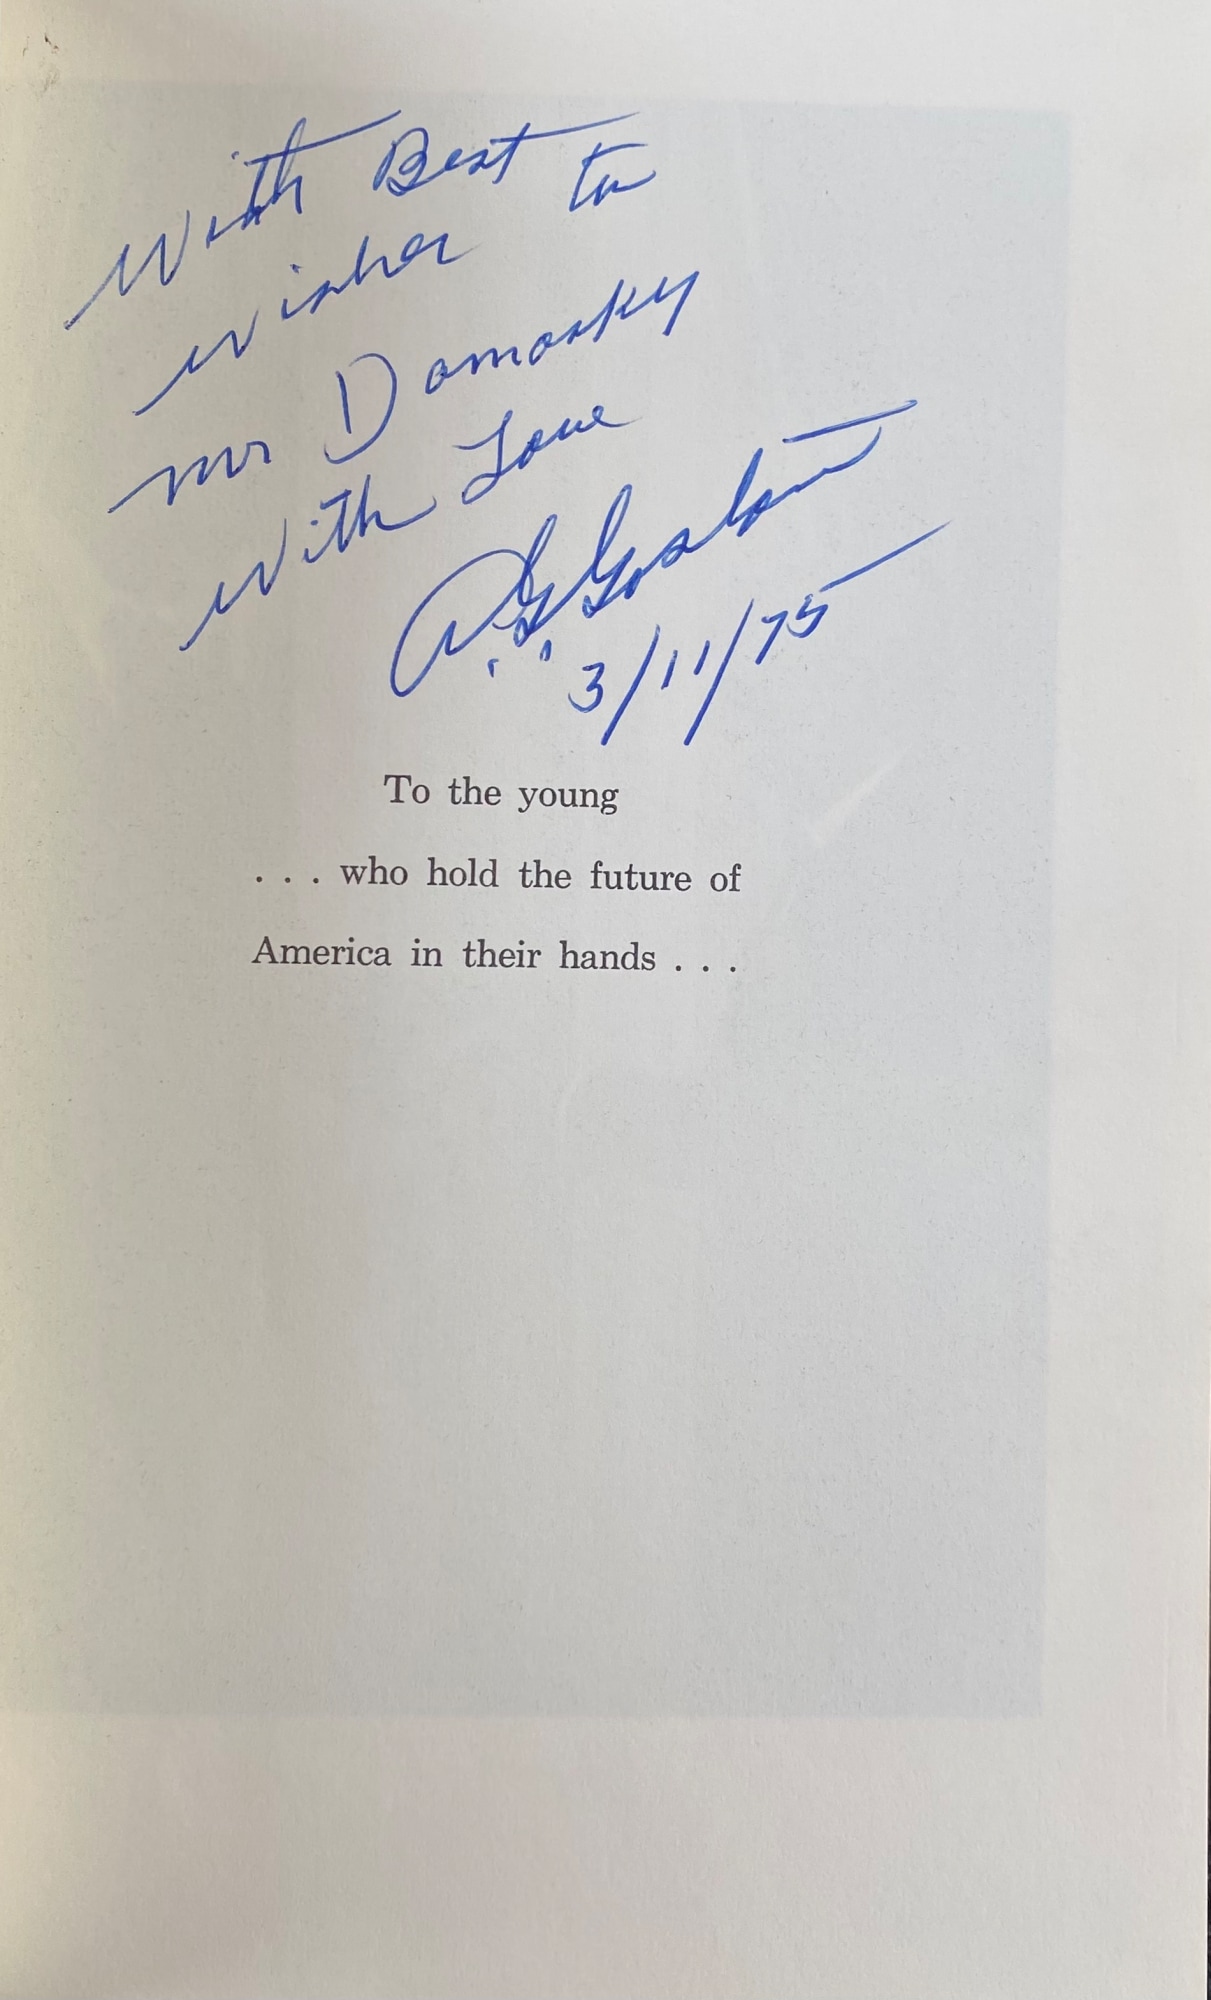 With Best
Wishes to
Mr Damasky
With Love
A. G. Gaston
3/11/75
To the young
. . . who hold the future of
America in their hands . . .